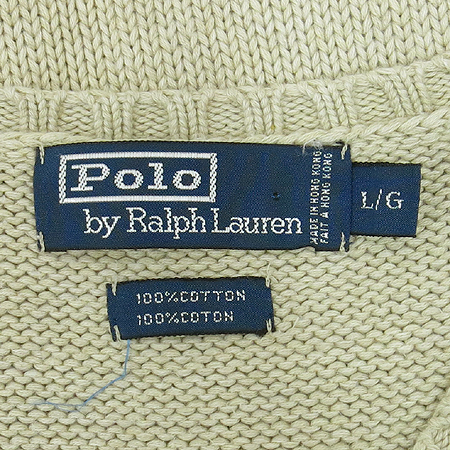 Polo
by Ralph Lauren
MADE IN HONG KONG
FAIT À HONG KONG
L/G
100%COTTON
100%COTON